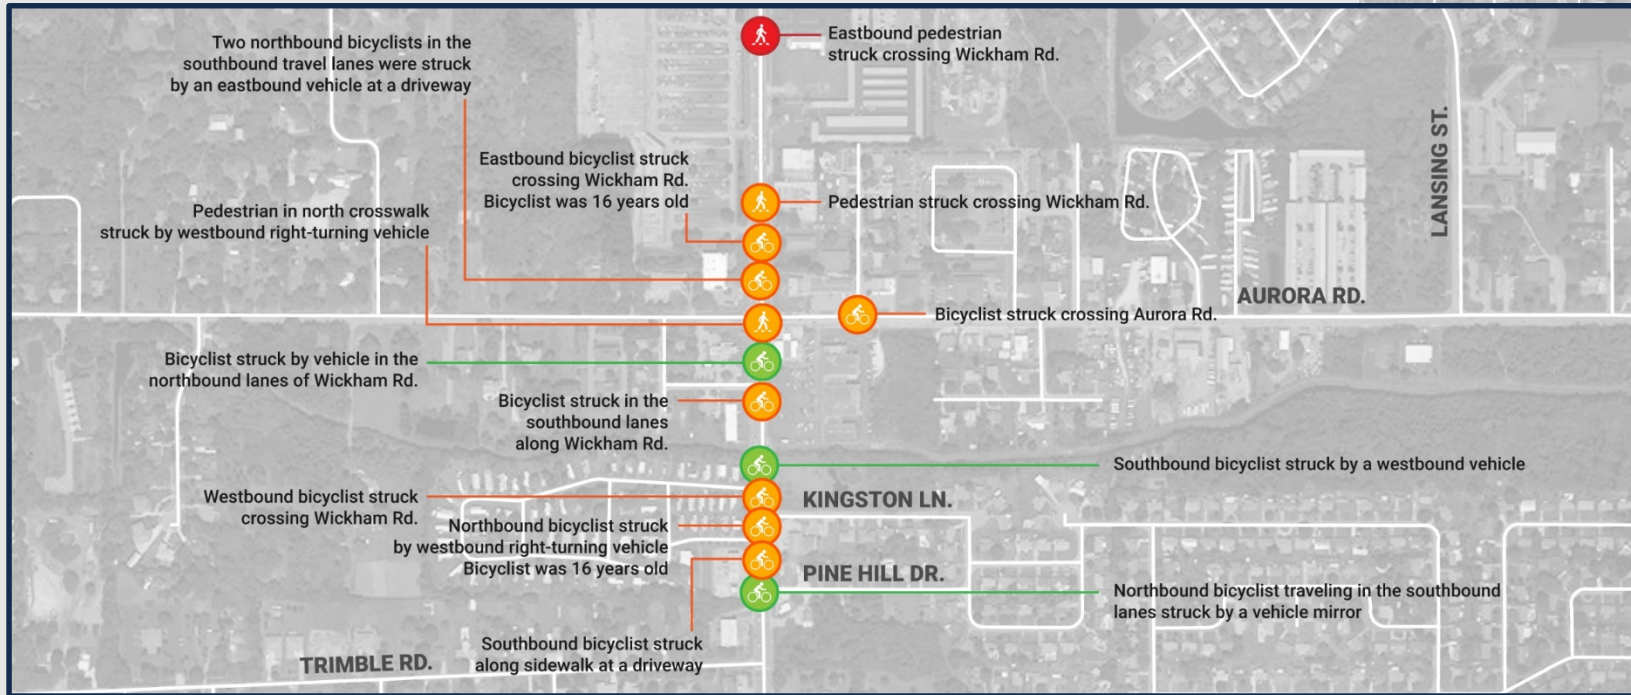 Eastbound pedestrian
struck crossing Wickham Rd.
Two northbound bicyclists in the
southbound travel lanes were struck
by an eastbound vehicle at a driveway
Eastbound bicyclist struck
crossing Wickham Rd.
Bicyclist was 16 years old
Pedestrian struck crossing Wickham Rd.
Pedestrian in north crosswalk
struck by westbound right-turning vehicle
LANSING ST.
AURORA RD.
Bicyclist struck crossing Aurora Rd.
Bicyclist struck by vehicle in the
northbound lanes of Wickham Rd.
Bicyclist struck in the
southbound lanes
along Wickham Rd.
Southbound bicyclist struck by a westbound vehicle
Westbound bicyclist struck
crossing Wickham Rd.
KINGSTON LN.
Northbound bicyclist struck
by westbound right-turning vehicle
Bicyclist was 16 years old
PINE HILL DR.
Northbound bicyclist traveling in the southbound
lanes struck by a vehicle mirror
Southbound bicyclist struck
along sidewalk at a driveway
TRIMBLE RD.